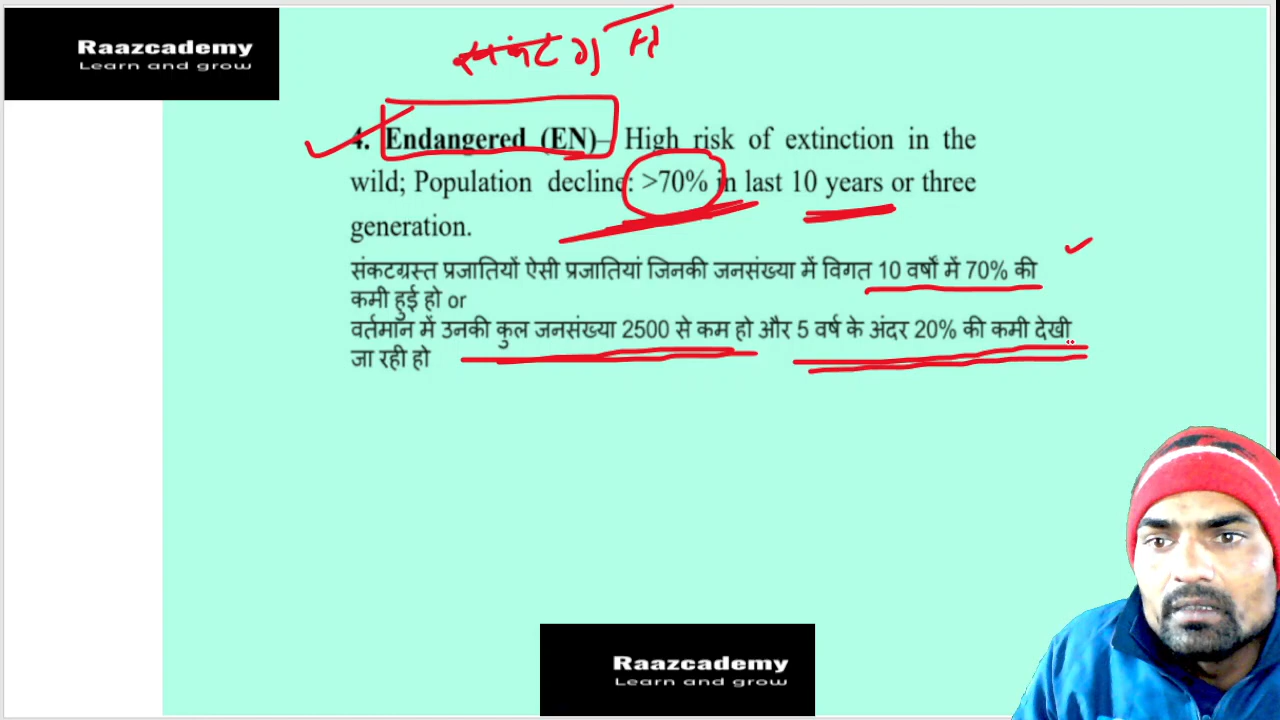 Raazcademy
Learn and grow
4. Endangered (EN)– High risk of extinction in the
wild; Population decline: >70% in last 10 years or three
generation.
संकटग्रस्त प्रजातियों ऐसी प्रजातियां जिनकी जनसंख्या में विगत 10 वर्षों में 70% की
कमी हुई हो or
वर्तमान में उनकी कुल जनसंख्या 2500 से कम हो और 5 वर्ष के अंदर 20% की कमी देखी
जा रही हो
Raazcademy
Learn and grow